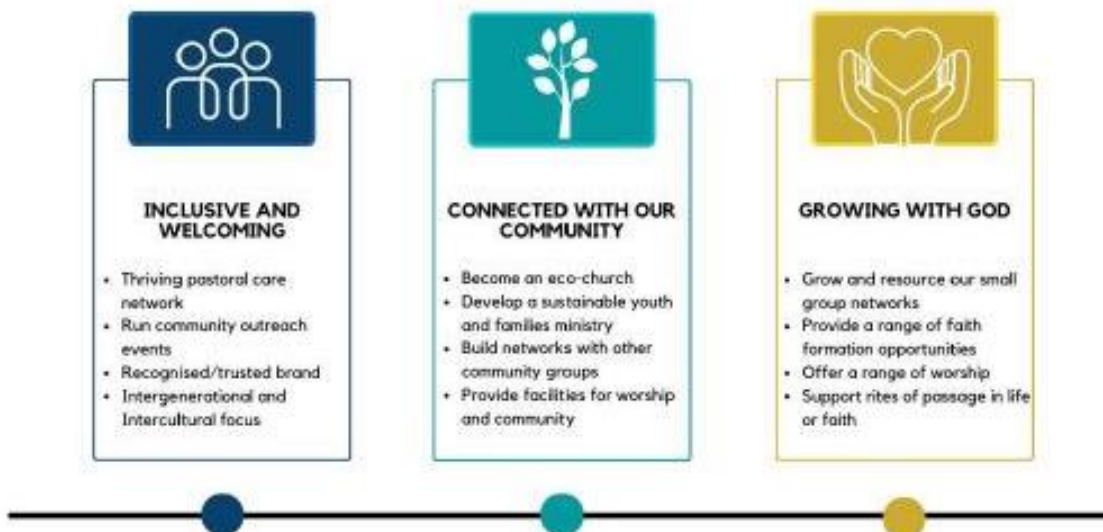 INCLUSIVE AND
WELCOMING
• Thriving pastoral care
network
• Run community outreach
events
• Recognised/trusted brand
• Intergenerational and
Intercultural focus
CONNECTED WITH OUR
COMMUNITY
• Become an eco-church
• Develop a sustainable youth
and families ministry
• Build networks with other
community groups
• Provide facilities for worship
and community
GROWING WITH GOD
• Grow and resource our small
group networks
• Provide a range of faith
formation opportunities
• Offer a range of worship
• Support rites of passage in life
or faith